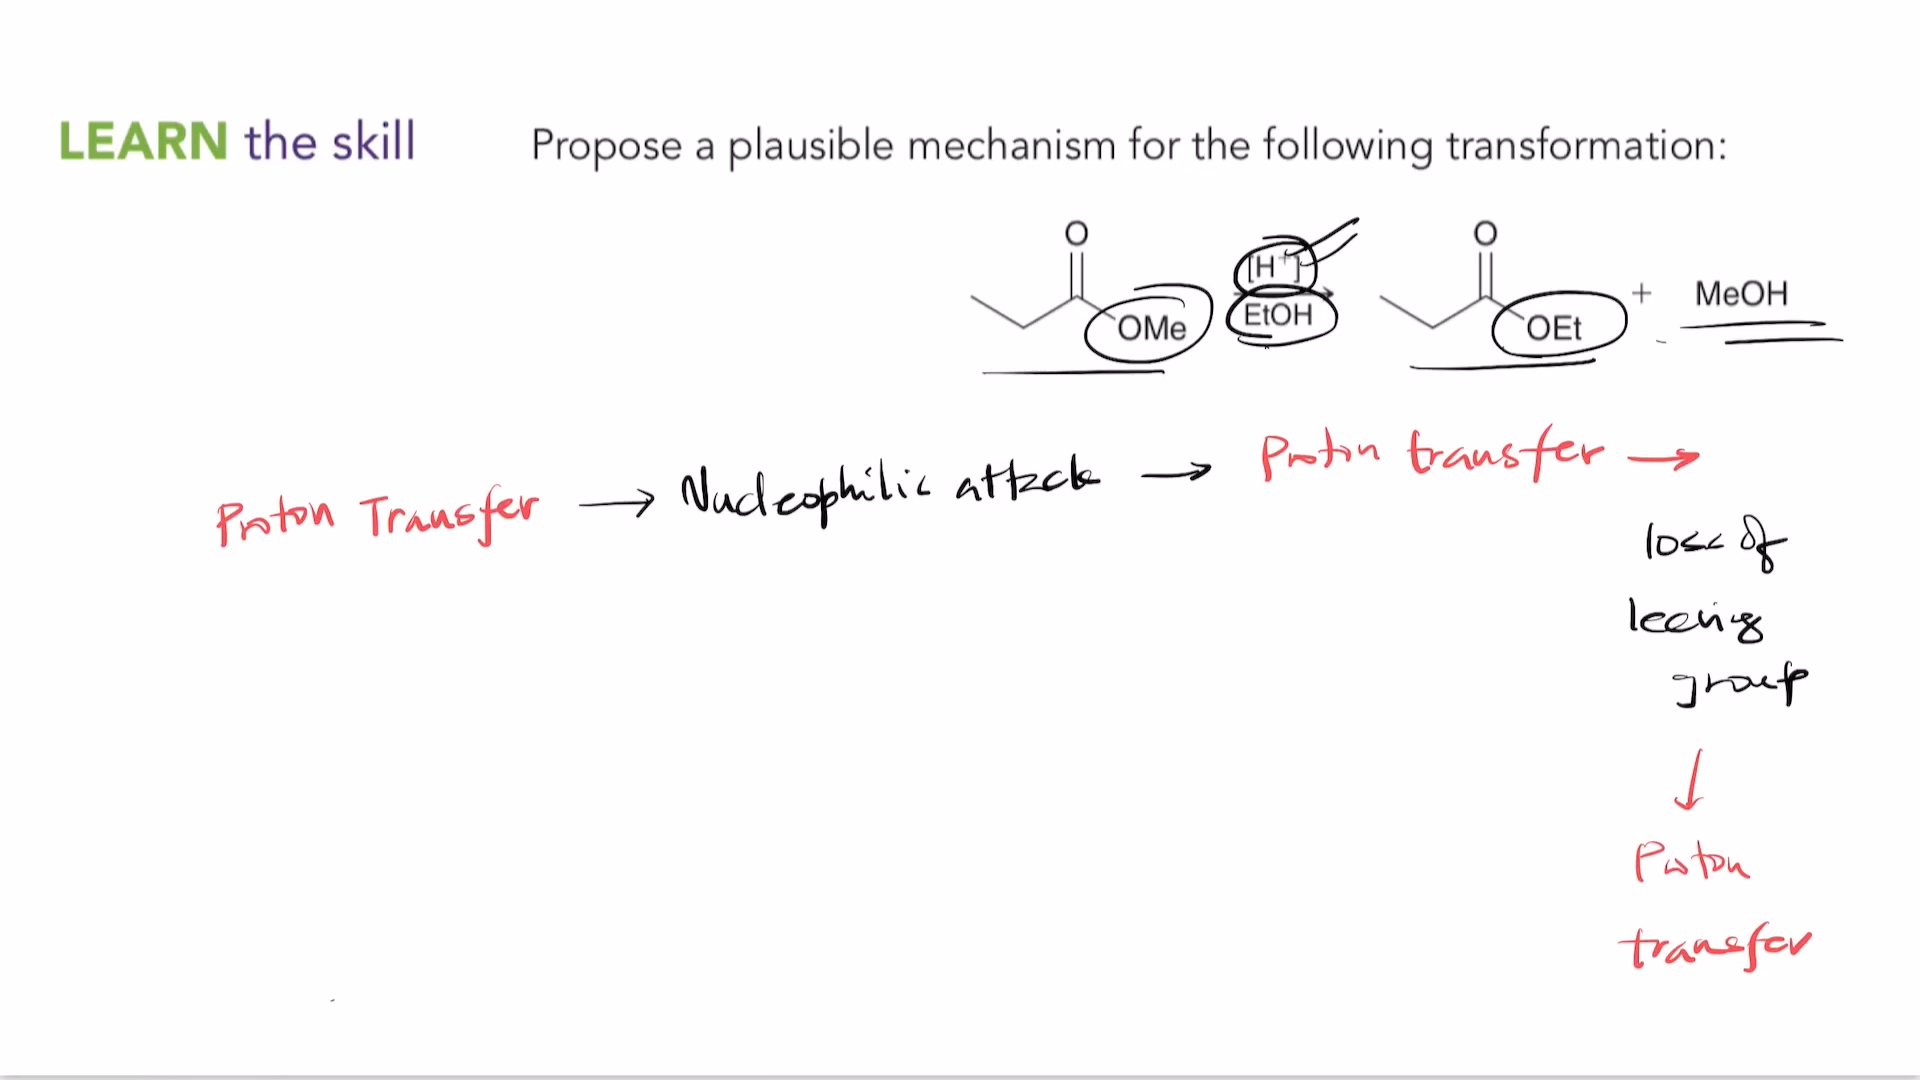 LEARN the skill Propose a plausible mechanism for the following transformation:
O
OMe
[H+]
EtOH
O
OEt
+ MeOH
Proton Transfer → Nucleophilic attack → Proton transfer →
loss of
leaving
group
↓
Proton
transfer